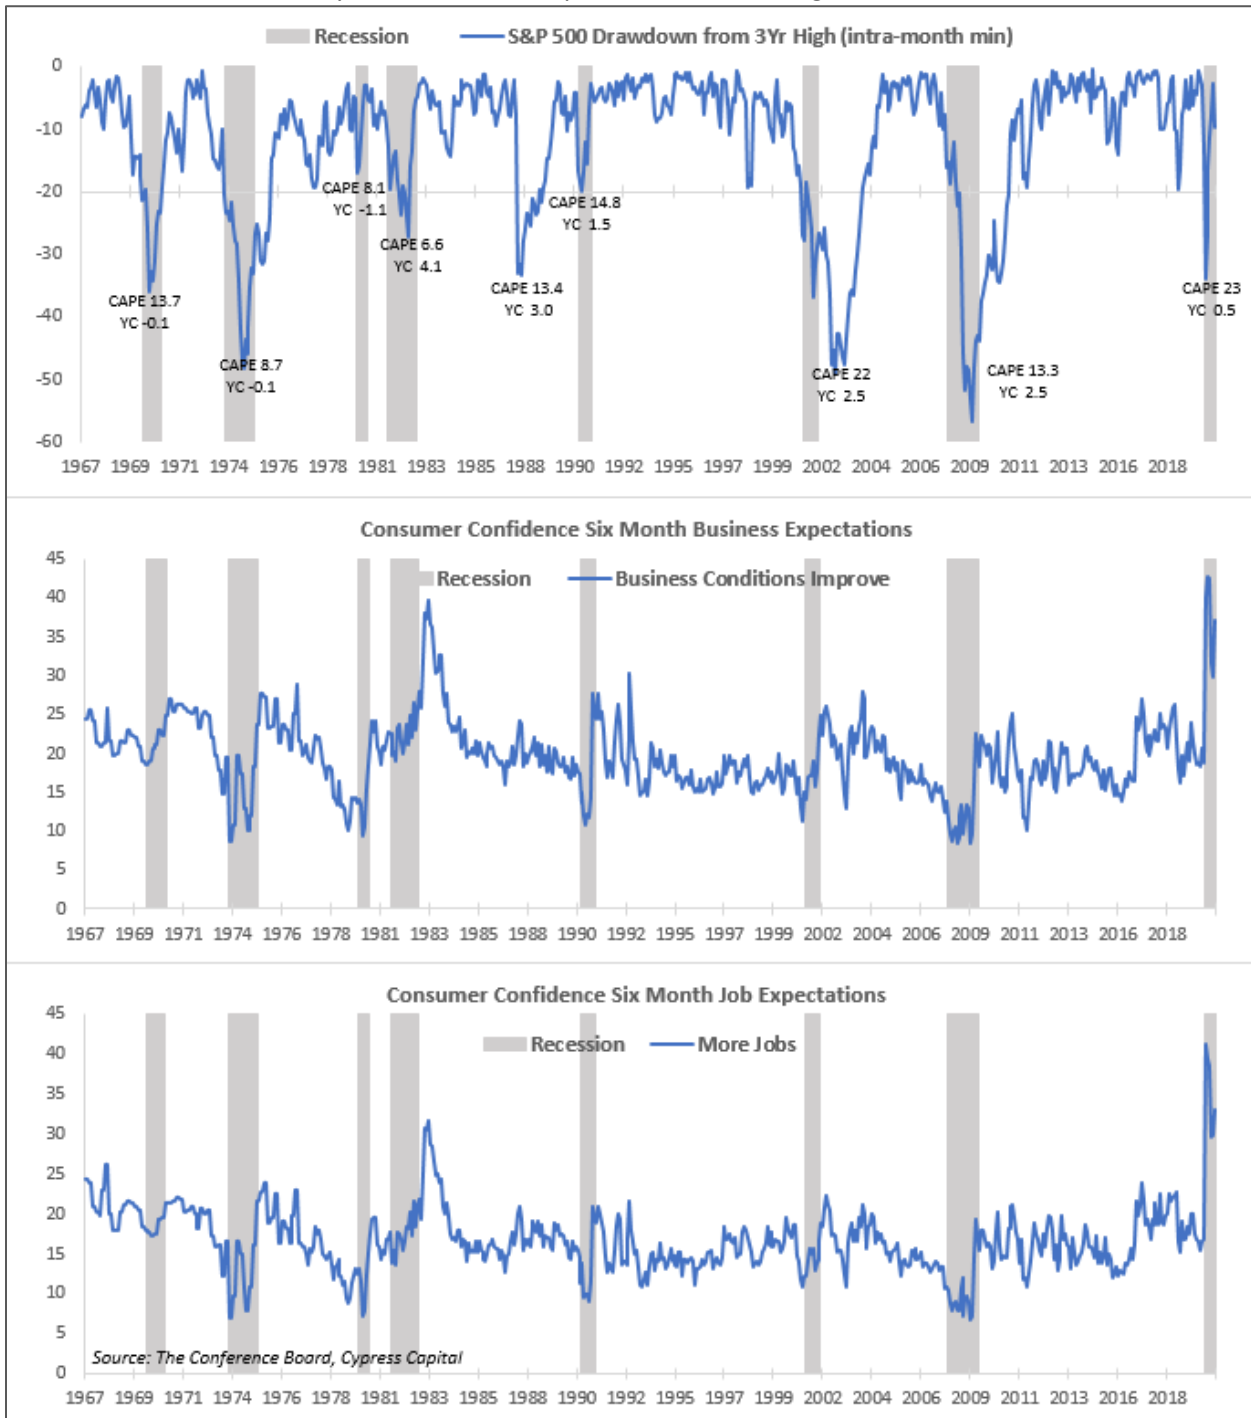 Recession S&P 500 Drawdown from 3Yr High (intra-month min)
0
-10
-20
-30
-40
-50
-60
CAPE 13.7
YC -0.1
CAPE 8.7
YC -0.1
CAPE 8.1
YC -1.1
CAPE 6.6
YC 4.1
CAPE 13.4
YC 3.0
CAPE 14.8
YC 1.5
CAPE 22
YC 2.5
CAPE 13.3
YC 2.5
CAPE 23
YC 0.5
1967 1969 1971 1974 1976 1978 1981 1983 1985 1988 1990 1992 1995 1997 1999 2002 2004 2006 2009 2011 2013 2016 2018
Consumer Confidence Six Month Business Expectations
Recession Business Conditions Improve
45
40
35
30
25
20
15
10
5
0
1967 1969 1971 1974 1976 1978 1981 1983 1985 1988 1990 1992 1995 1997 1999 2002 2004 2006 2009 2011 2013 2016 2018
Consumer Confidence Six Month Job Expectations
Recession More Jobs
45
40
35
30
25
20
15
10
5
0
Source: The Conference Board, Cypress Capital
1967 1969 1971 1974 1976 1978 1981 1983 1985 1988 1990 1992 1995 1997 1999 2002 2004 2006 2009 2011 2013 2016 2018